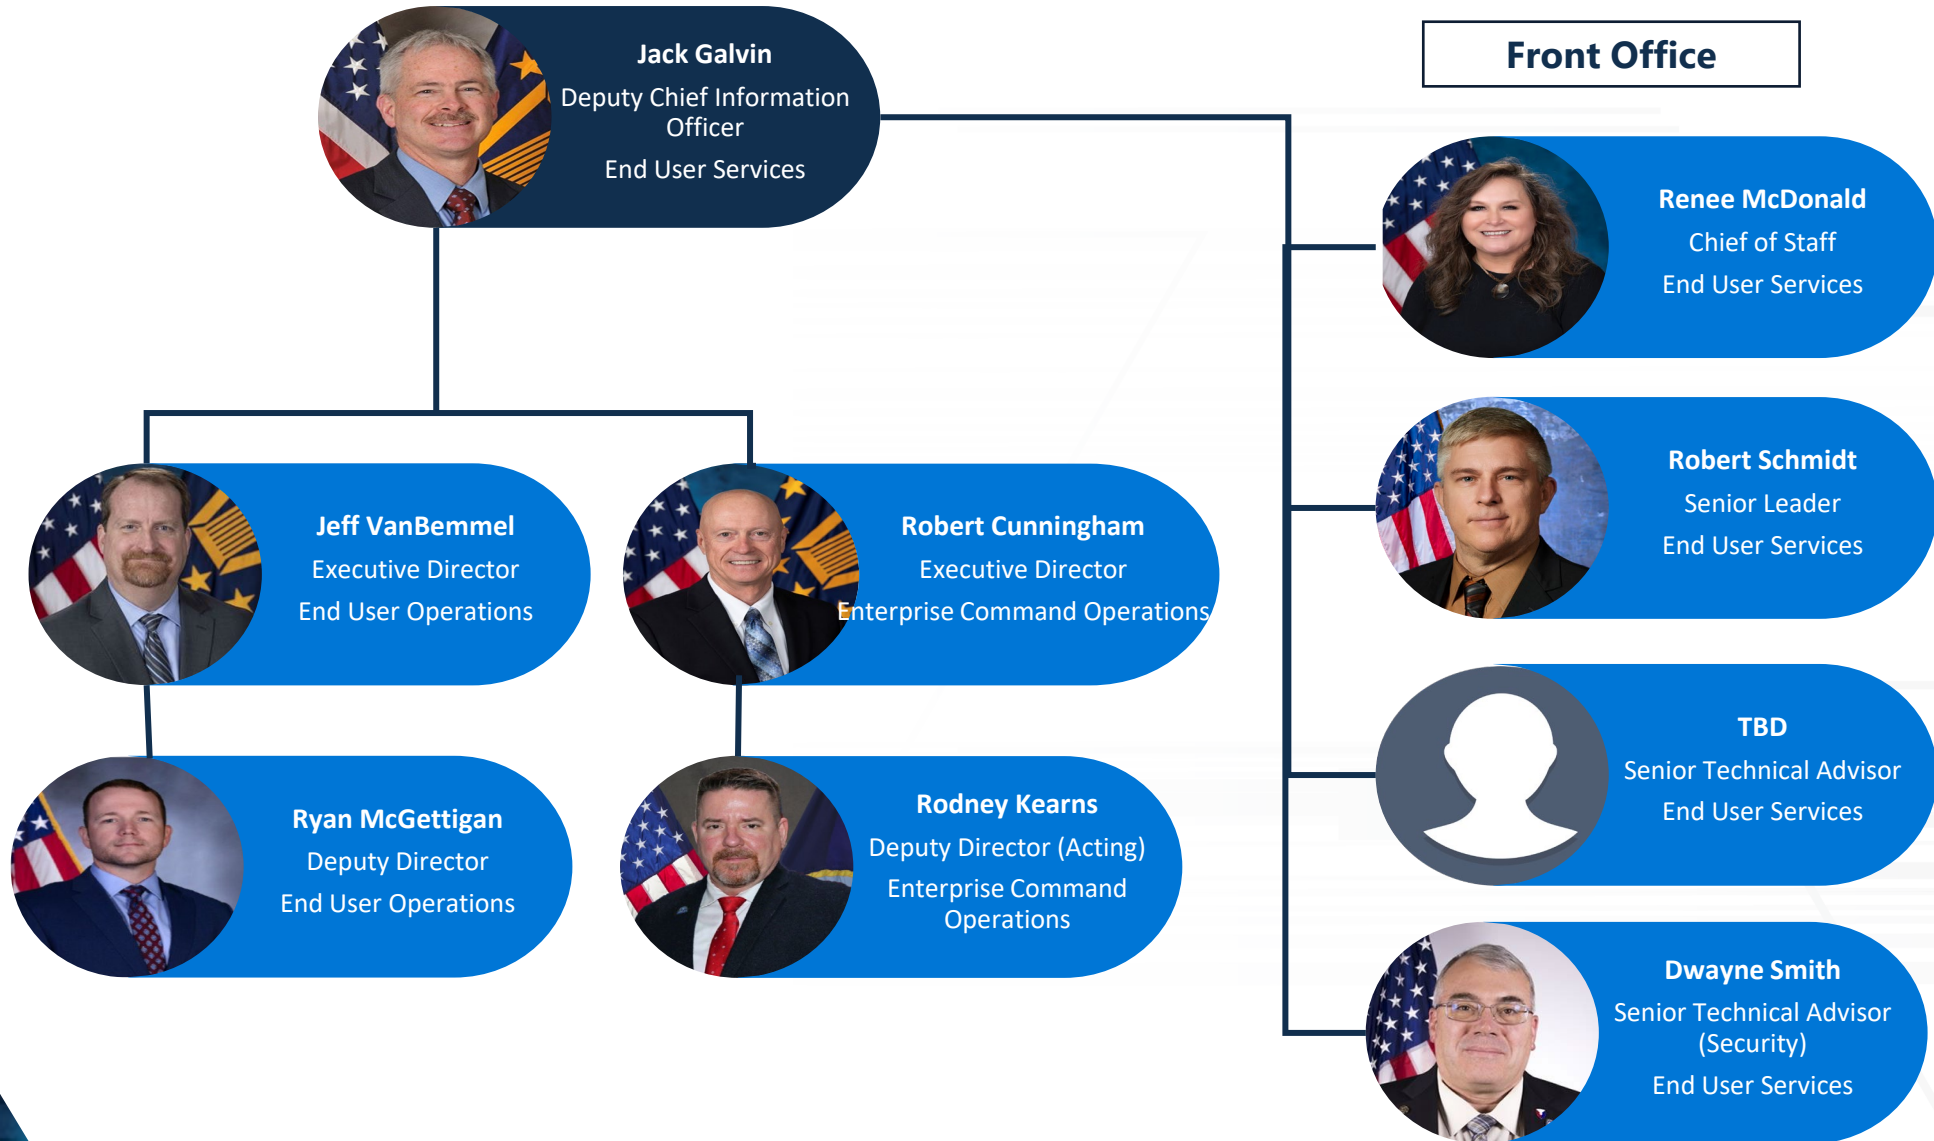 Jack Galvin
Deputy Chief Information
Officer
End User Services
Front Office
Renee McDonald
Chief of Staff
End User Services
Robert Schmidt
Senior Leader
End User Services
TBD
Senior Technical Advisor
End User Services
Dwayne Smith
Senior Technical Advisor
(Security)
End User Services
Jeff VanBemmel
Executive Director
End User Operations
Robert Cunningham
Executive Director
Enterprise Command Operations
Ryan McGettigan
Deputy Director
End User Operations
Rodney Kearns
Deputy Director (Acting)
Enterprise Command
Operations